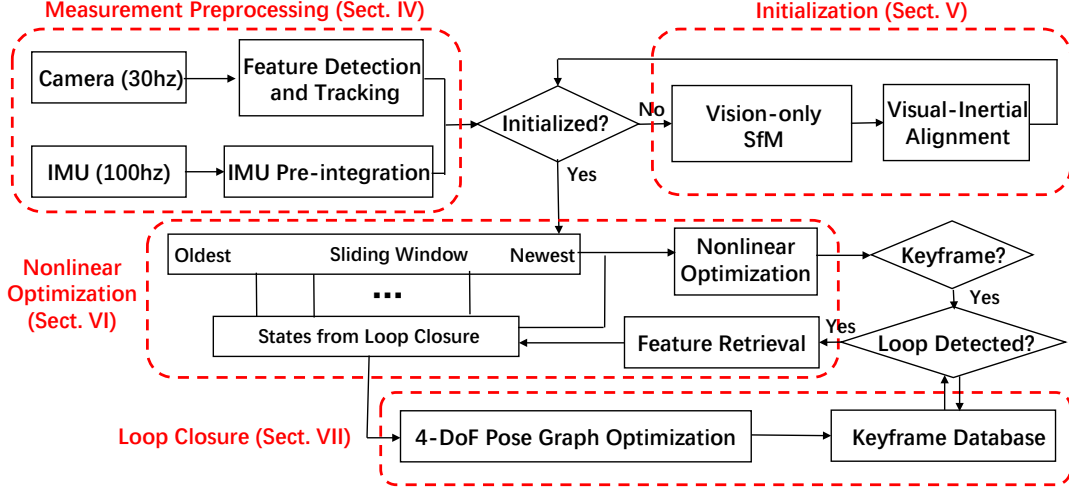 Measurement Preprocessing (Sect. IV)
Initialization (Sect. V)
Camera (30hz)
Feature Detection
and Tracking
IMU (100hz)
IMU Pre-integration
Initialized?
No
Yes
Vision-only
SfM
Visual-Inertial
Alignment
Nonlinear
Optimization
(Sect. VI)
Oldest
Sliding Window
Newest
...
States from Loop Closure
Nonlinear
Optimization
Keyframe?
Yes
Loop Detected?
Yes
Feature Retrieval
Loop Closure (Sect. VII)
4-DoF Pose Graph Optimization
Keyframe Database